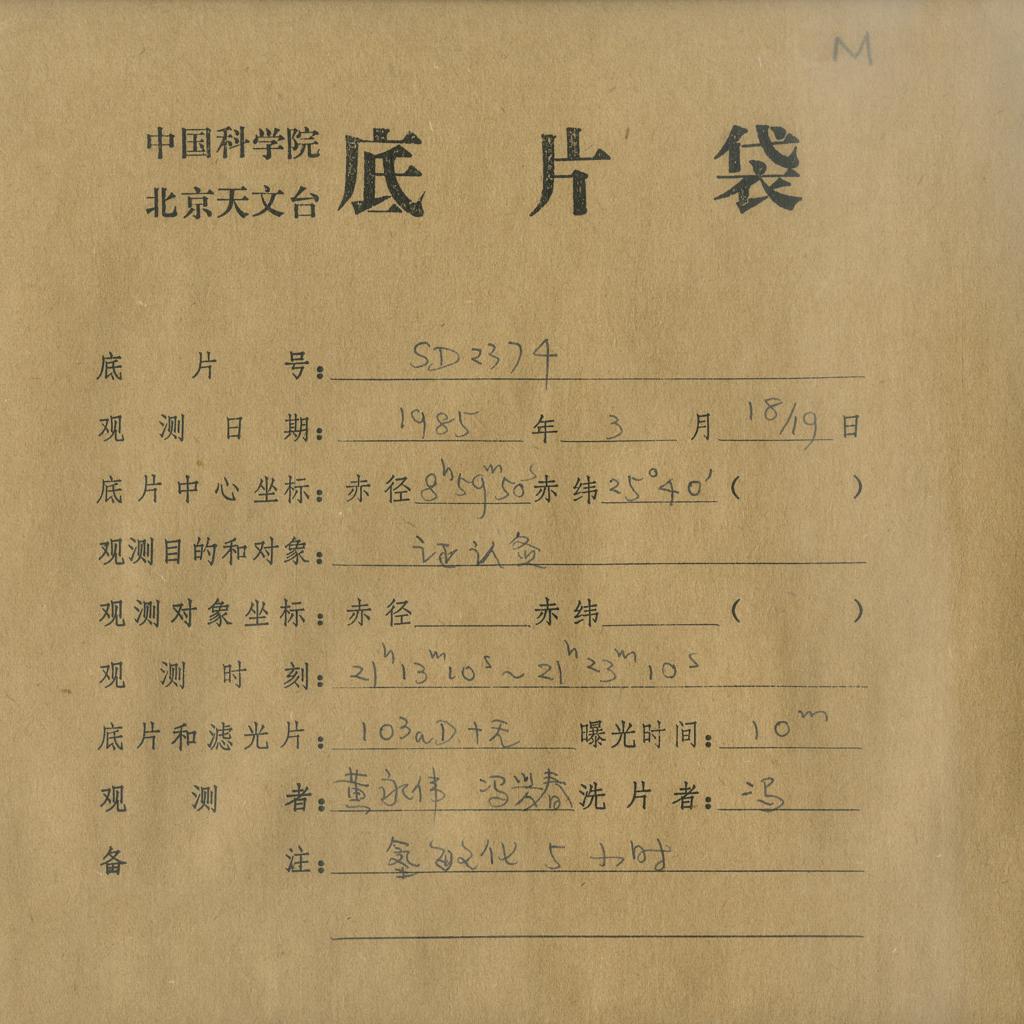 M
中国科学院
北京天文台
底片袋
底片号：SD2374
观测日期：1985年3月18/19日
底片中心坐标：赤径8h59m50s赤纬25°40′（ ）
观测目的和对象：证认
观测对象坐标：赤径 赤纬 （ ）
观测时刻：21h13m10s～21h23m10s
底片和滤光片：103aD+无 曝光时间：10m
观测者：黄永伟 冯兴春 洗片者：冯
备注：敏化5小时